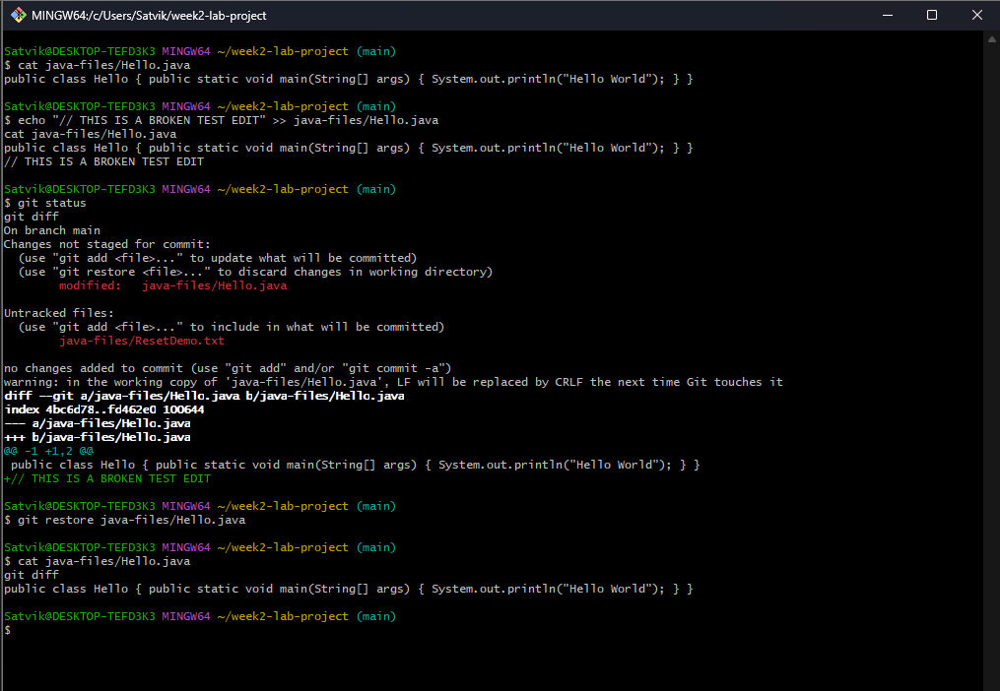 MINGW64:/c/Users/Satvik/week2-lab-project
Satvik@DESKTOP-TEFD3K3 MINGW64 ~/week2-lab-project (main)
$ cat java-files/Hello.java
public class Hello { public static void main(String[] args) { System.out.println("Hello World"); } }
Satvik@DESKTOP-TEFD3K3 MINGW64 ~/week2-lab-project (main)
$ echo "// THIS IS A BROKEN TEST EDIT" >> java-files/Hello.java
cat java-files/Hello.java
public class Hello { public static void main(String[] args) { System.out.println("Hello World"); } }
// THIS IS A BROKEN TEST EDIT
Satvik@DESKTOP-TEFD3K3 MINGW64 ~/week2-lab-project (main)
$ git status
git diff
On branch main
Changes not staged for commit:
  (use "git add <file>..." to update what will be committed)
  (use "git restore <file>..." to discard changes in working directory)
        modified:   java-files/Hello.java
Untracked files:
  (use "git add <file>..." to include in what will be committed)
        java-files/ResetDemo.txt
no changes added to commit (use "git add" and/or "git commit -a")
warning: in the working copy of 'java-files/Hello.java', LF will be replaced by CRLF the next time Git touches it
diff --git a/java-files/Hello.java b/java-files/Hello.java
index 4bc6d78..fd462e0 100644
--- a/java-files/Hello.java
+++ b/java-files/Hello.java
@@ -1 +1,2 @@
 public class Hello { public static void main(String[] args) { System.out.println("Hello World"); } }
+// THIS IS A BROKEN TEST EDIT
Satvik@DESKTOP-TEFD3K3 MINGW64 ~/week2-lab-project (main)
$ git restore java-files/Hello.java
Satvik@DESKTOP-TEFD3K3 MINGW64 ~/week2-lab-project (main)
$ cat java-files/Hello.java
git diff
public class Hello { public static void main(String[] args) { System.out.println("Hello World"); } }
Satvik@DESKTOP-TEFD3K3 MINGW64 ~/week2-lab-project (main)
$